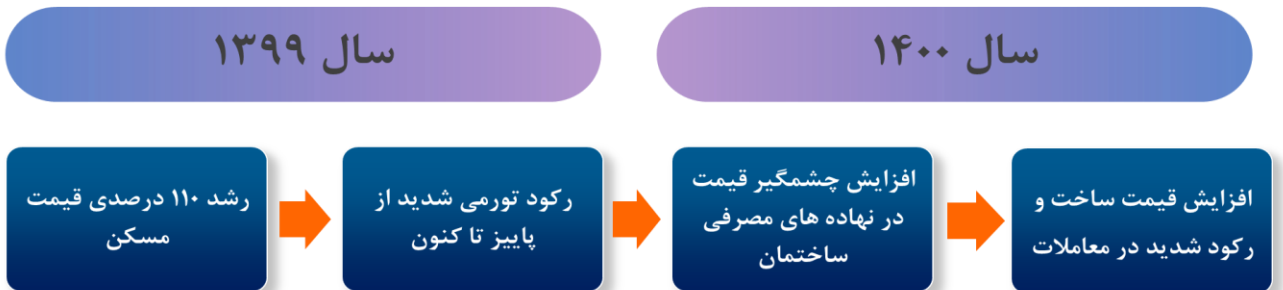 سال ۱۳۹۹
سال ۱۴۰۰
رشد ۱۱۰ درصدی قیمت
مسکن
رکود تورمی شدید از
پاییز تا کنون
افزایش چشمگیر قیمت
در نهاده های مصرفی
ساختمان
افزایش قیمت ساخت و
رکود شدید در معاملات